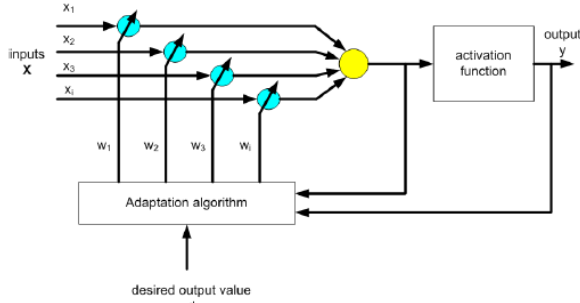 x₁
x₂
x₃
xᵢ
inputs
X
w₁
w₂
w₃
wᵢ
activation
function
output
y
Adaptation algorithm
desired output value